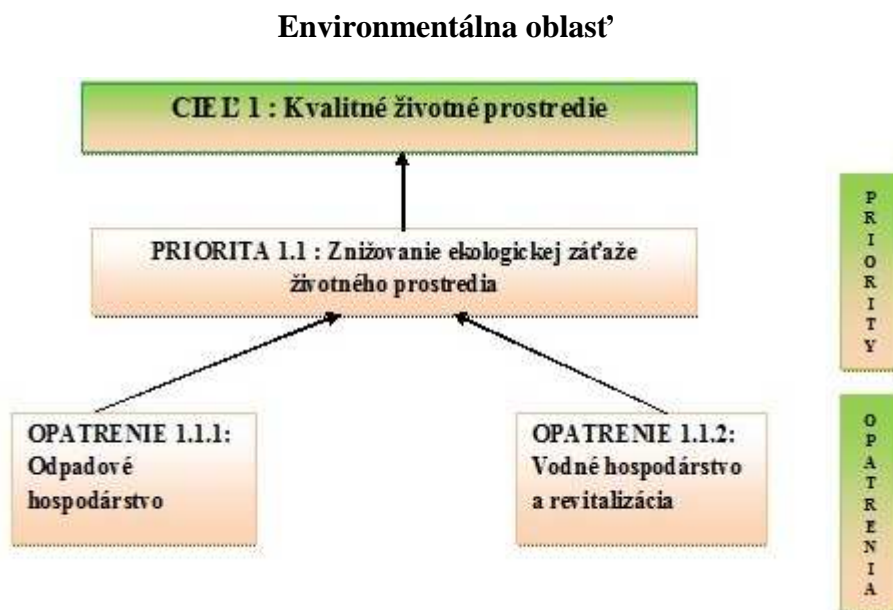 Environmentálna oblasť
CIEĽ 1 : Kvalitné životné prostredie
PRIORITA 1.1 : Znižovanie ekologickej záťaže
životného prostredia
PRIORITY
OPATRENIE 1.1.1:
Odpadové
hospodárstvo
OPATRENIE 1.1.2:
Vodné hospodárstvo
a revitalizácia
OPATRENIA